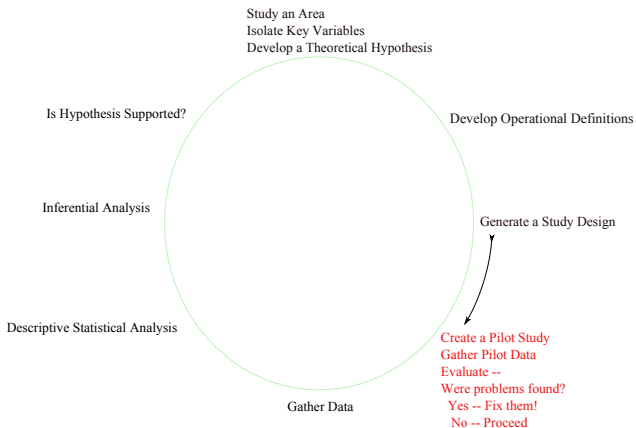 Study an Area
Isolate Key Variables
Develop a Theoretical Hypothesis
Is Hypothesis Supported?
Develop Operational Definitions
Inferential Analysis
Generate a Study Design
Descriptive Statistical Analysis
Create a Pilot Study
Gather Pilot Data
Evaluate --
Were problems found?
Yes -- Fix them!
No -- Proceed
Gather Data